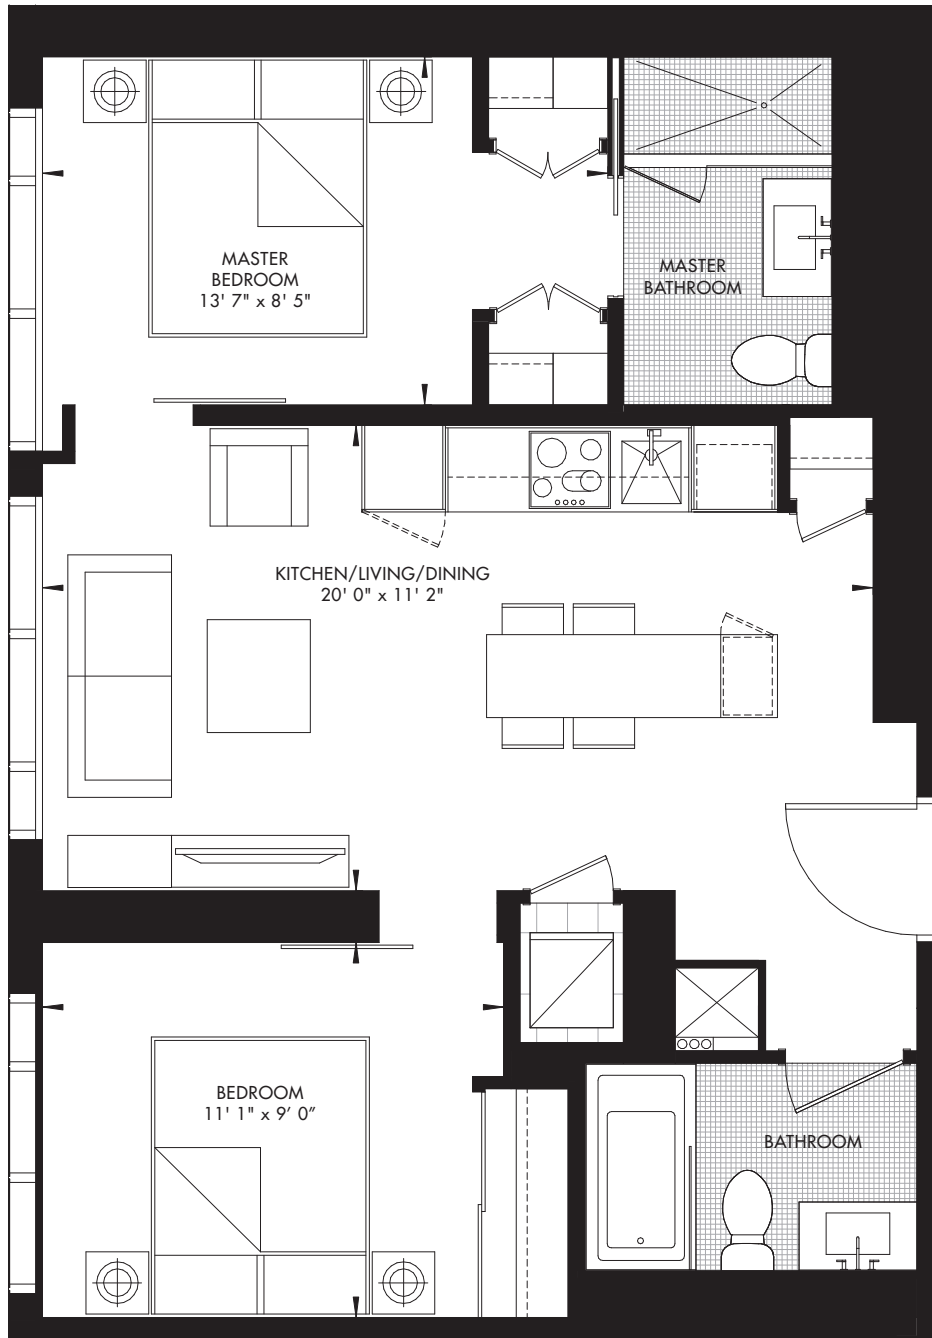 MASTER
BEDROOM
13' 7" x 8' 5"
MASTER
BATHROOM
KITCHEN/LIVING/DINING
20' 0" x 11' 2"
BEDROOM
11' 1" x 9’ 0”
BATHROOM